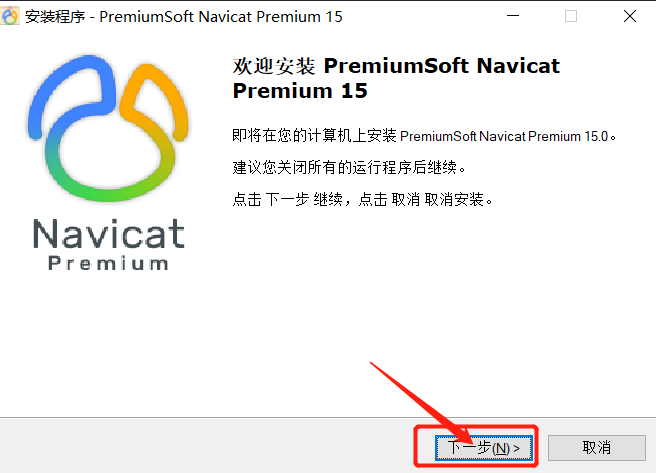 安装程序 - PremiumSoft Navicat Premium 15
欢迎安装 PremiumSoft Navicat
Premium 15
即将在您的计算机上安装 PremiumSoft Navicat Premium 15.0。
建议您关闭所有的运行程序后继续。
点击 下一步 继续，点击 取消 取消安装。
Navicat
Premium
下一步(N) >
取消